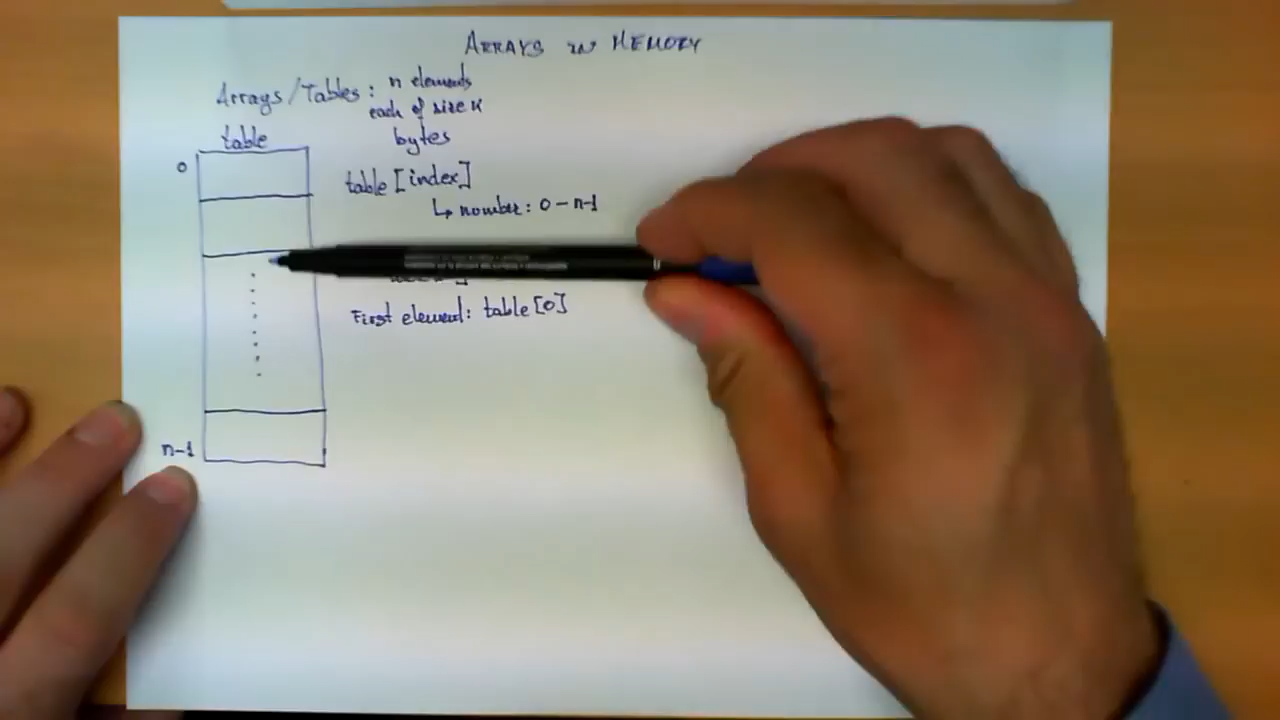 ARRAYS IN MEMORY
Arrays/Tables: n elements
each of size k
bytes
table
0
table [index]
↳ number: 0 - n-1
First element: table [0]
n-1